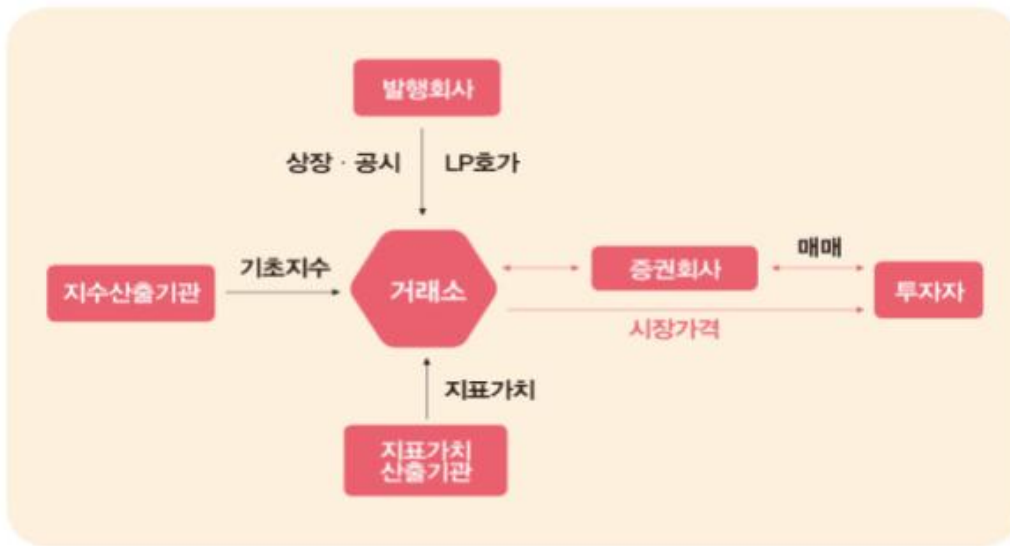 발행회사
상장 · 공시
LP호가
지수산출기관
기초지수
거래소
증권회사
매매
투자자
시장가격
지표가치
지표가치
산출기관